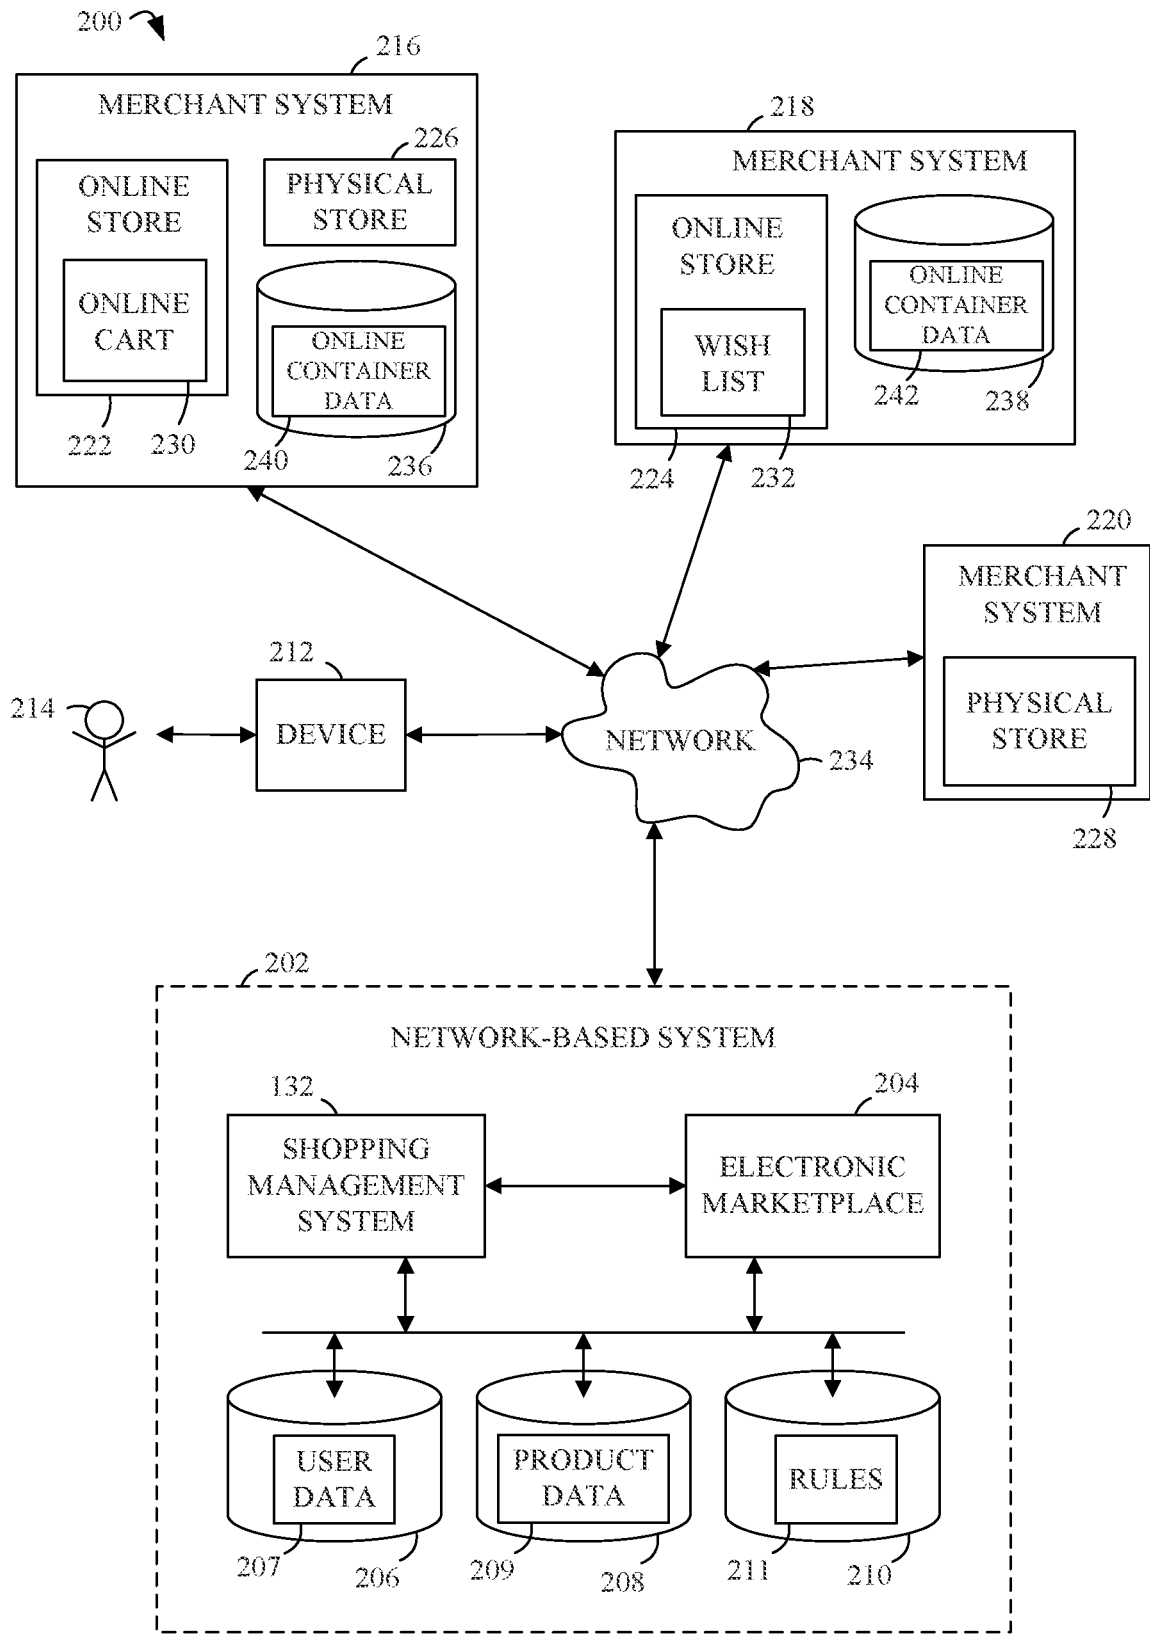 200
216
MERCHANT SYSTEM
ONLINE
STORE
ONLINE
CART
222
230
226
PHYSICAL
STORE
ONLINE
CONTAINER
DATA
240
236
218
MERCHANT SYSTEM
ONLINE
STORE
WISH
LIST
224
232
ONLINE
CONTAINER
DATA
242
238
220
MERCHANT
SYSTEM
PHYSICAL
STORE
228
214
212
DEVICE
NETWORK
234
202
NETWORK-BASED SYSTEM
132
SHOPPING
MANAGEMENT
SYSTEM
204
ELECTRONIC
MARKETPLACE
USER
DATA
207
206
PRODUCT
DATA
209
208
RULES
211
210